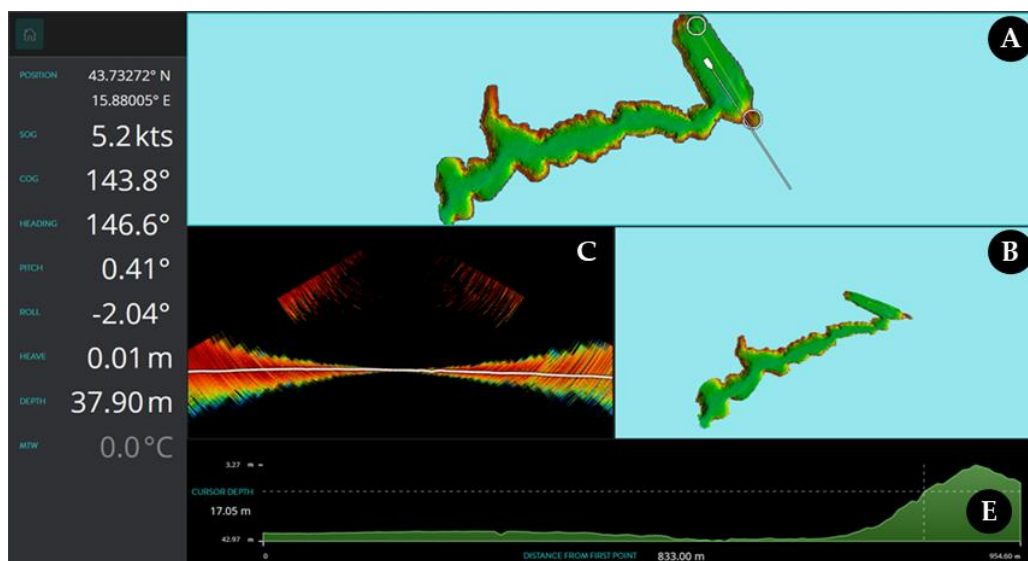 POSITION 43.73272° N
15.88005° E
SOG 5.2 kts
COG 143.8°
HEADING 146.6°
PITCH 0.41°
ROLL -2.04°
HEAVE 0.01 m
DEPTH 37.90 m
MTW 0.0 °C
A
C
B
3.27 m
CURSOR DEPTH
17.05 m
E
42.97 m
0
DISTANCE FROM FIRST POINT 833.00 m
954.60 m